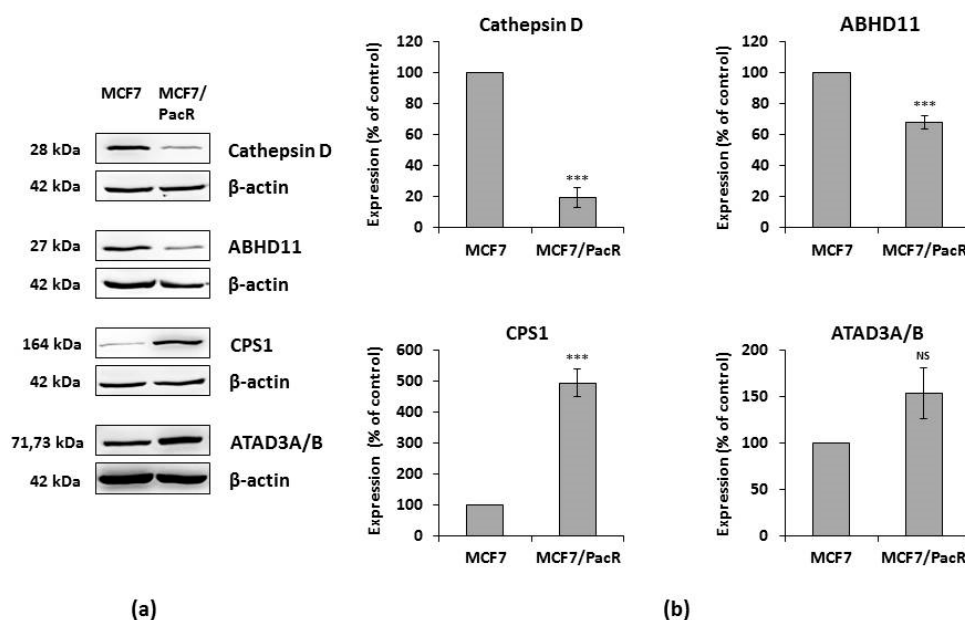 MCF7 MCF7/
PacR
28 kDa Cathepsin D
42 kDa β-actin
27 kDa ABHD11
42 kDa β-actin
164 kDa CPS1
42 kDa β-actin
71,73 kDa ATAD3A/B
42 kDa β-actin
(a)
Cathepsin D
Expression (% of control)
120
100
80
60
40
20
0
***
MCF7 MCF7/PacR
ABHD11
Expression (% of control)
120
100
80
60
40
20
0
***
MCF7 MCF7/PacR
CPS1
Expression (% of control)
600
500
400
300
200
100
0
***
MCF7 MCF7/PacR
ATAD3A/B
Expression (% of control)
200
150
100
50
0
NS
MCF7 MCF7/PacR
(b)